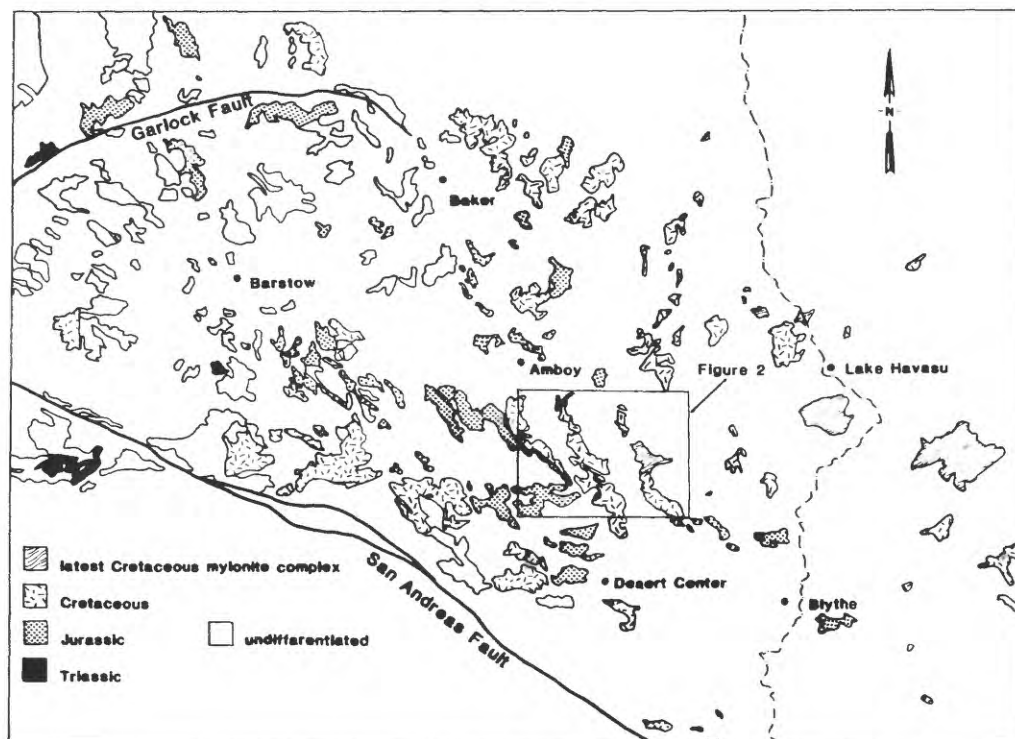 N
Garlock Fault
Baker
Barstow
Amboy
Figure 2
Lake Havasu
latest Cretaceous mylonite complex
Cretaceous
Jurassic
undifferentiated
Triassic
San Andreas Fault
Desert Center
Blythe